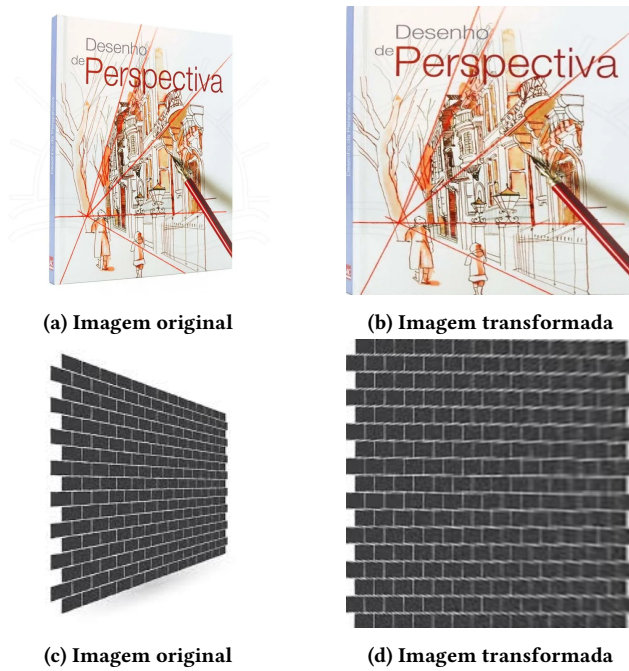 Desenho
de Perspectiva
Desenho
de Perspectiva
(a) Imagem original
(b) Imagem transformada
(c) Imagem original
(d) Imagem transformada